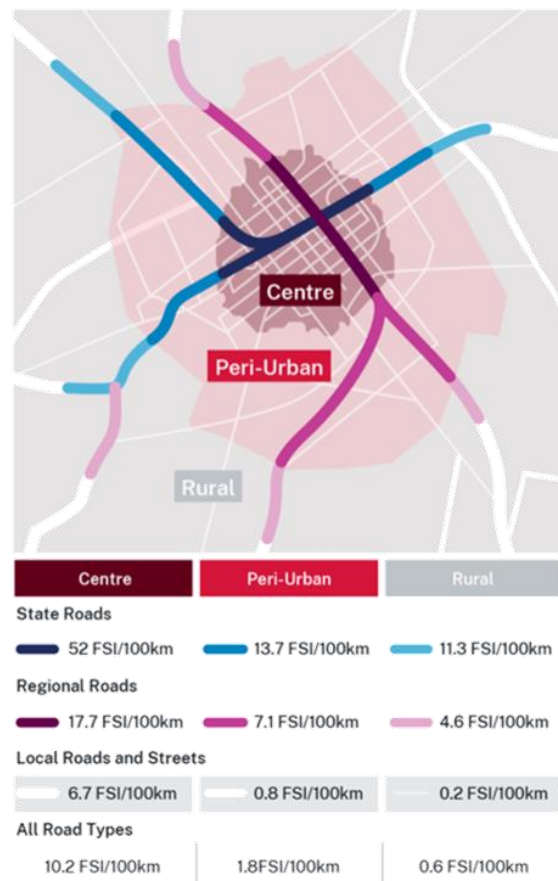 Centre
Peri-Urban
Rural
Centre Peri-Urban Rural
State Roads
52 FSI/100km 13.7 FSI/100km 11.3 FSI/100km
Regional Roads
17.7 FSI/100km 7.1 FSI/100km 4.6 FSI/100km
Local Roads and Streets
6.7 FSI/100km 0.8 FSI/100km 0.2 FSI/100km
All Road Types
10.2 FSI/100km 1.8FSI/100km 0.6 FSI/100km